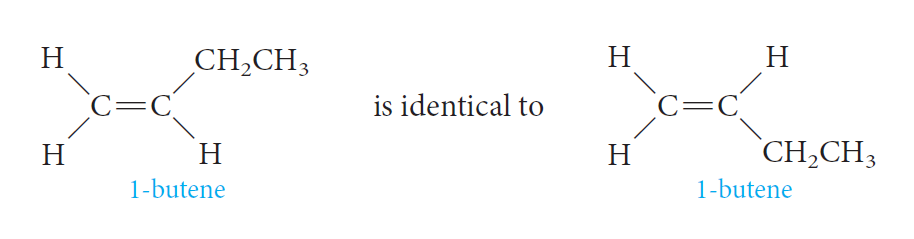 H CH₂CH₃ H H
C=C is identical to C=C
H H H CH₂CH₃
1-butene 1-butene